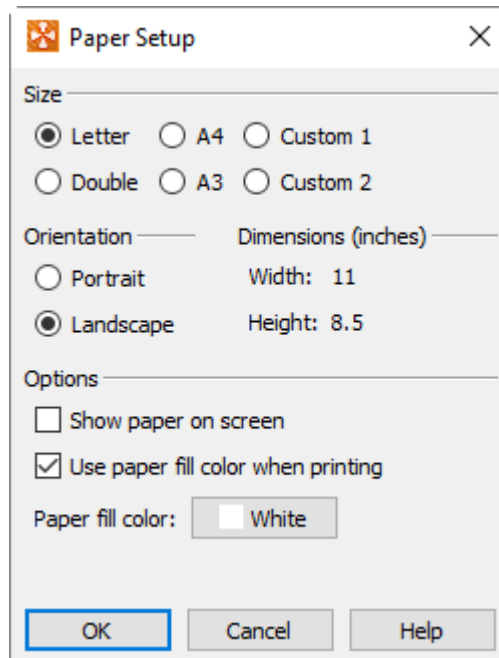 Paper Setup
Size
Letter A4 Custom 1
Double A3 Custom 2
Orientation Dimensions (inches)
Portrait Width: 11
Landscape Height: 8.5
Options
Show paper on screen
Use paper fill color when printing
Paper fill color: White
OK Cancel Help